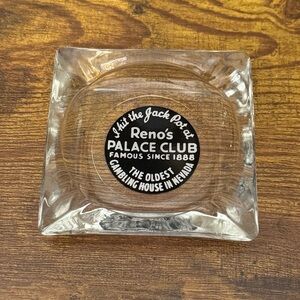 I hit the Jack Pot at
Reno's
PALACE CLUB
FAMOUS SINCE 1888
THE OLDEST
GAMBLING HOUSE IN NEVADA